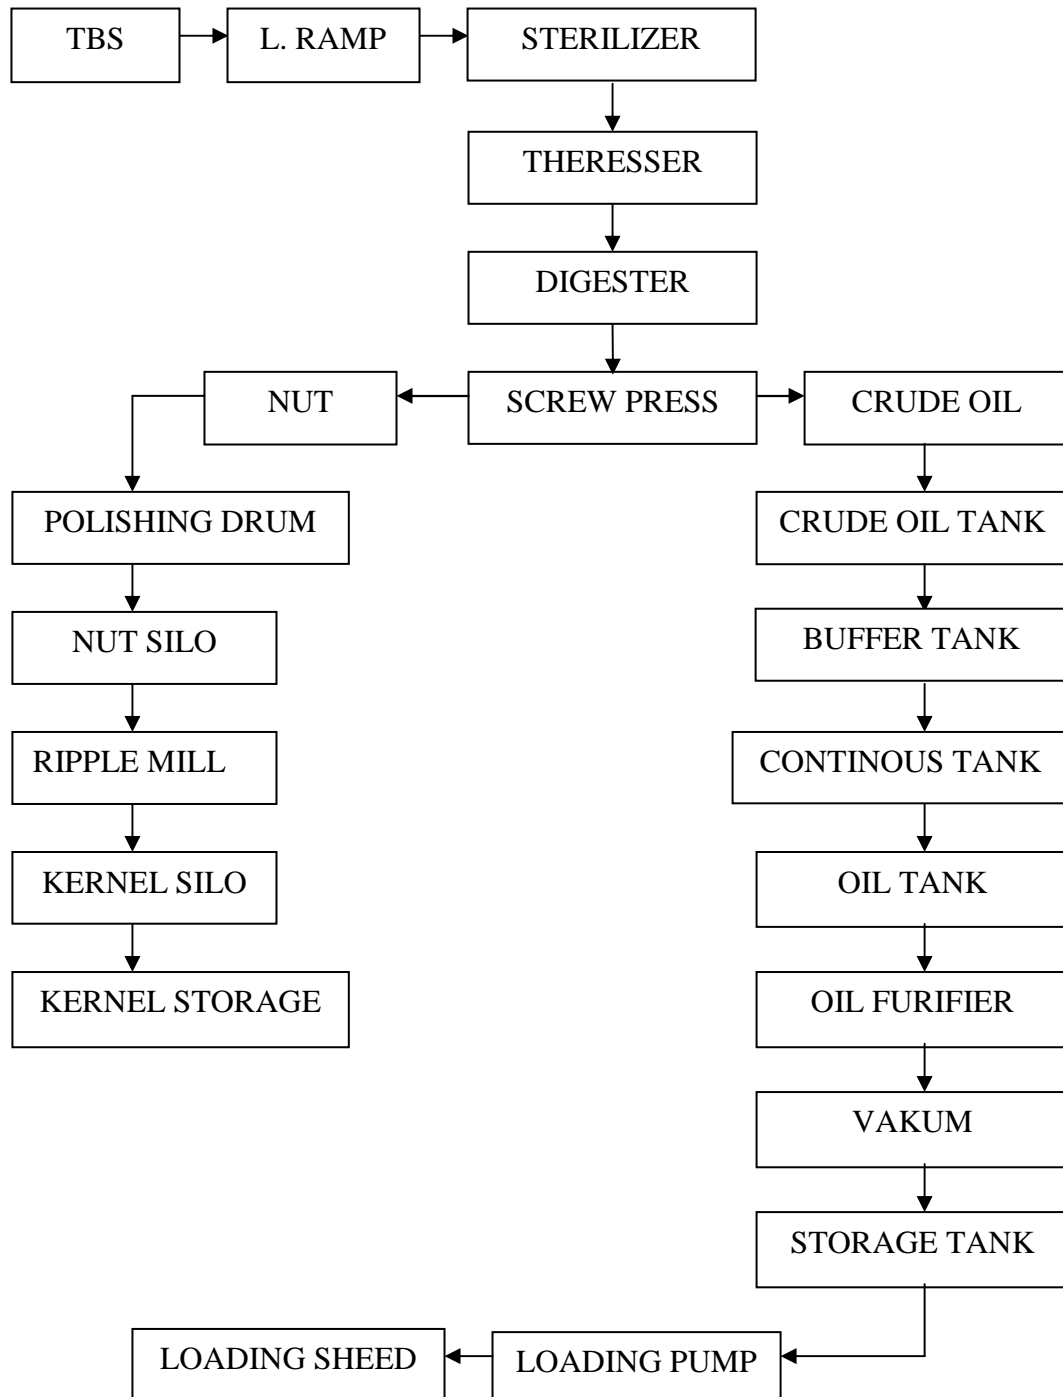 TBS
L. RAMP
STERILIZER
THERESSER
DIGESTER
NUT
SCREW PRESS
CRUDE OIL
POLISHING DRUM
CRUDE OIL TANK
NUT SILO
BUFFER TANK
RIPPLE MILL
CONTINOUS TANK
KERNEL SILO
OIL TANK
KERNEL STORAGE
OIL FURIFIER
VAKUM
STORAGE TANK
LOADING SHEED
LOADING PUMP